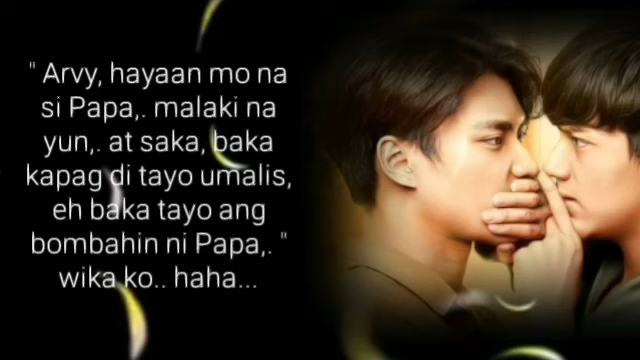 " Arvy, hayaan mo na
si Papa,. malaki na
yun,. at saka, baka
kapag di tayo umalis,
eh baka tayo ang
bombahin ni Papa,. "
wika ko.. haha...